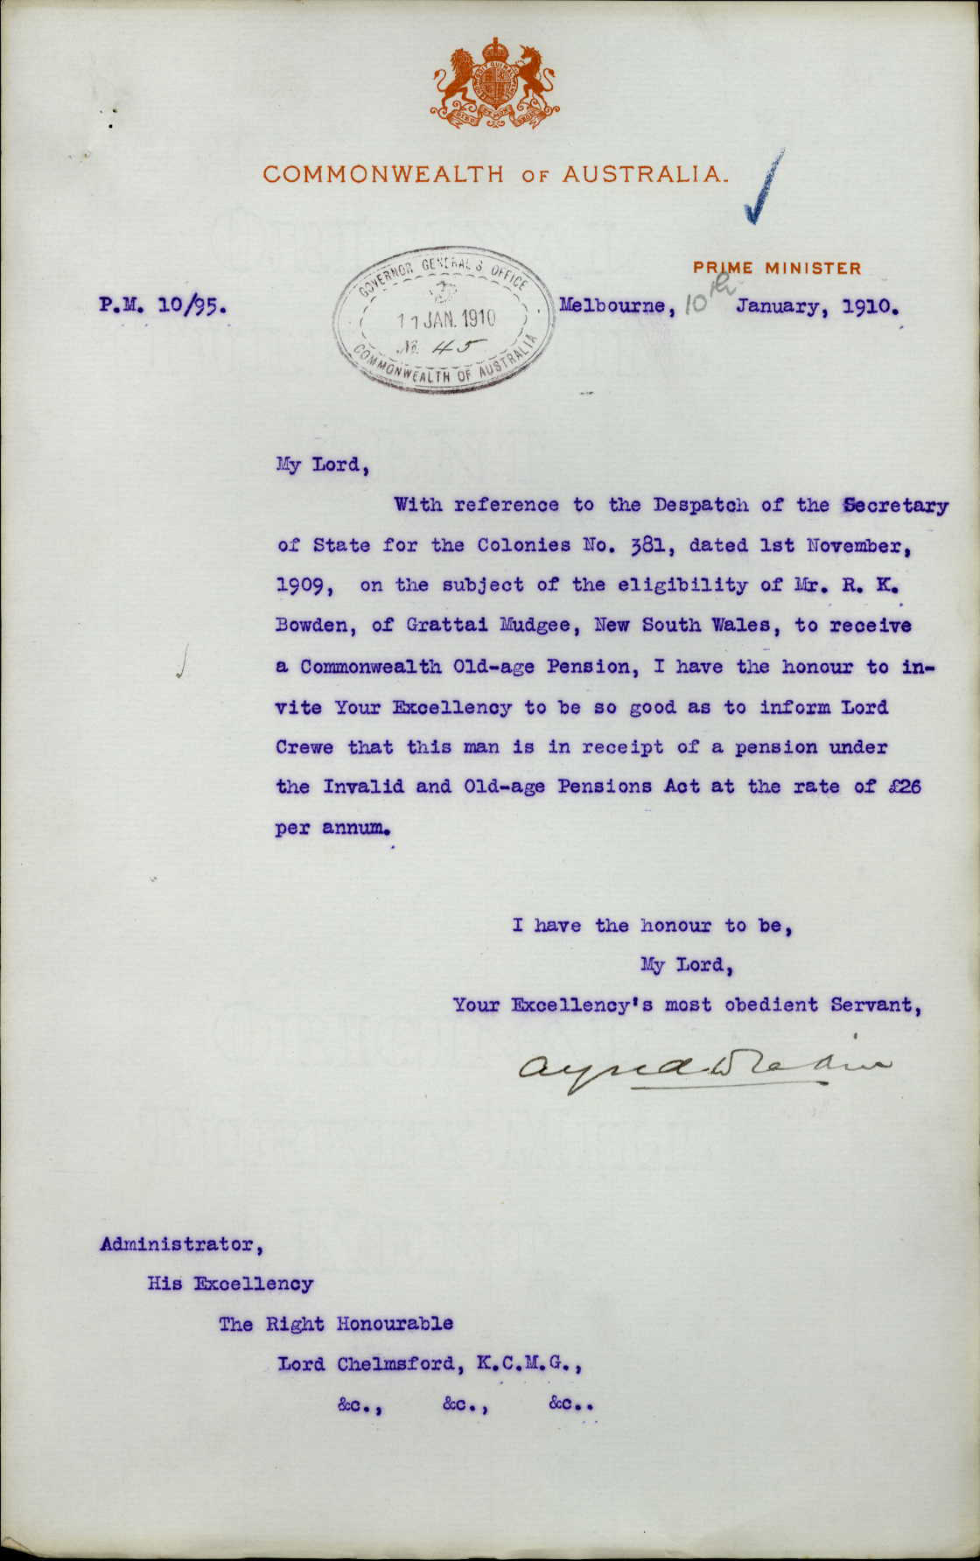 COMMONWEALTH OF AUSTRALIA.
PRIME MINISTER
P.M. 10/95.
GOVERNOR GENERAL'S OFFICE
11 JAN. 1910
No. 45
COMMONWEALTH OF AUSTRALIA
Melbourne, 10th January, 1910.
My Lord,
With reference to the Despatch of the Secretary
of State for the Colonies No. 381, dated 1st November,
1909, on the subject of the eligibility of Mr. R. K.
Bowden, of Grattai Mudgee, New South Wales, to receive
a Commonwealth Old-age Pension, I have the honour to in-
vite Your Excellency to be so good as to inform Lord
Crewe that this man is in receipt of a pension under
the Invalid and Old-age Pensions Act at the rate of £26
per annum.
I have the honour to be,
My Lord,
Your Excellency's most obedient Servant,
Alfred Deakin
Administrator,
His Excellency
The Right Honourable
Lord Chelmsford, K.C.M.G.,
&c., &c., &c..